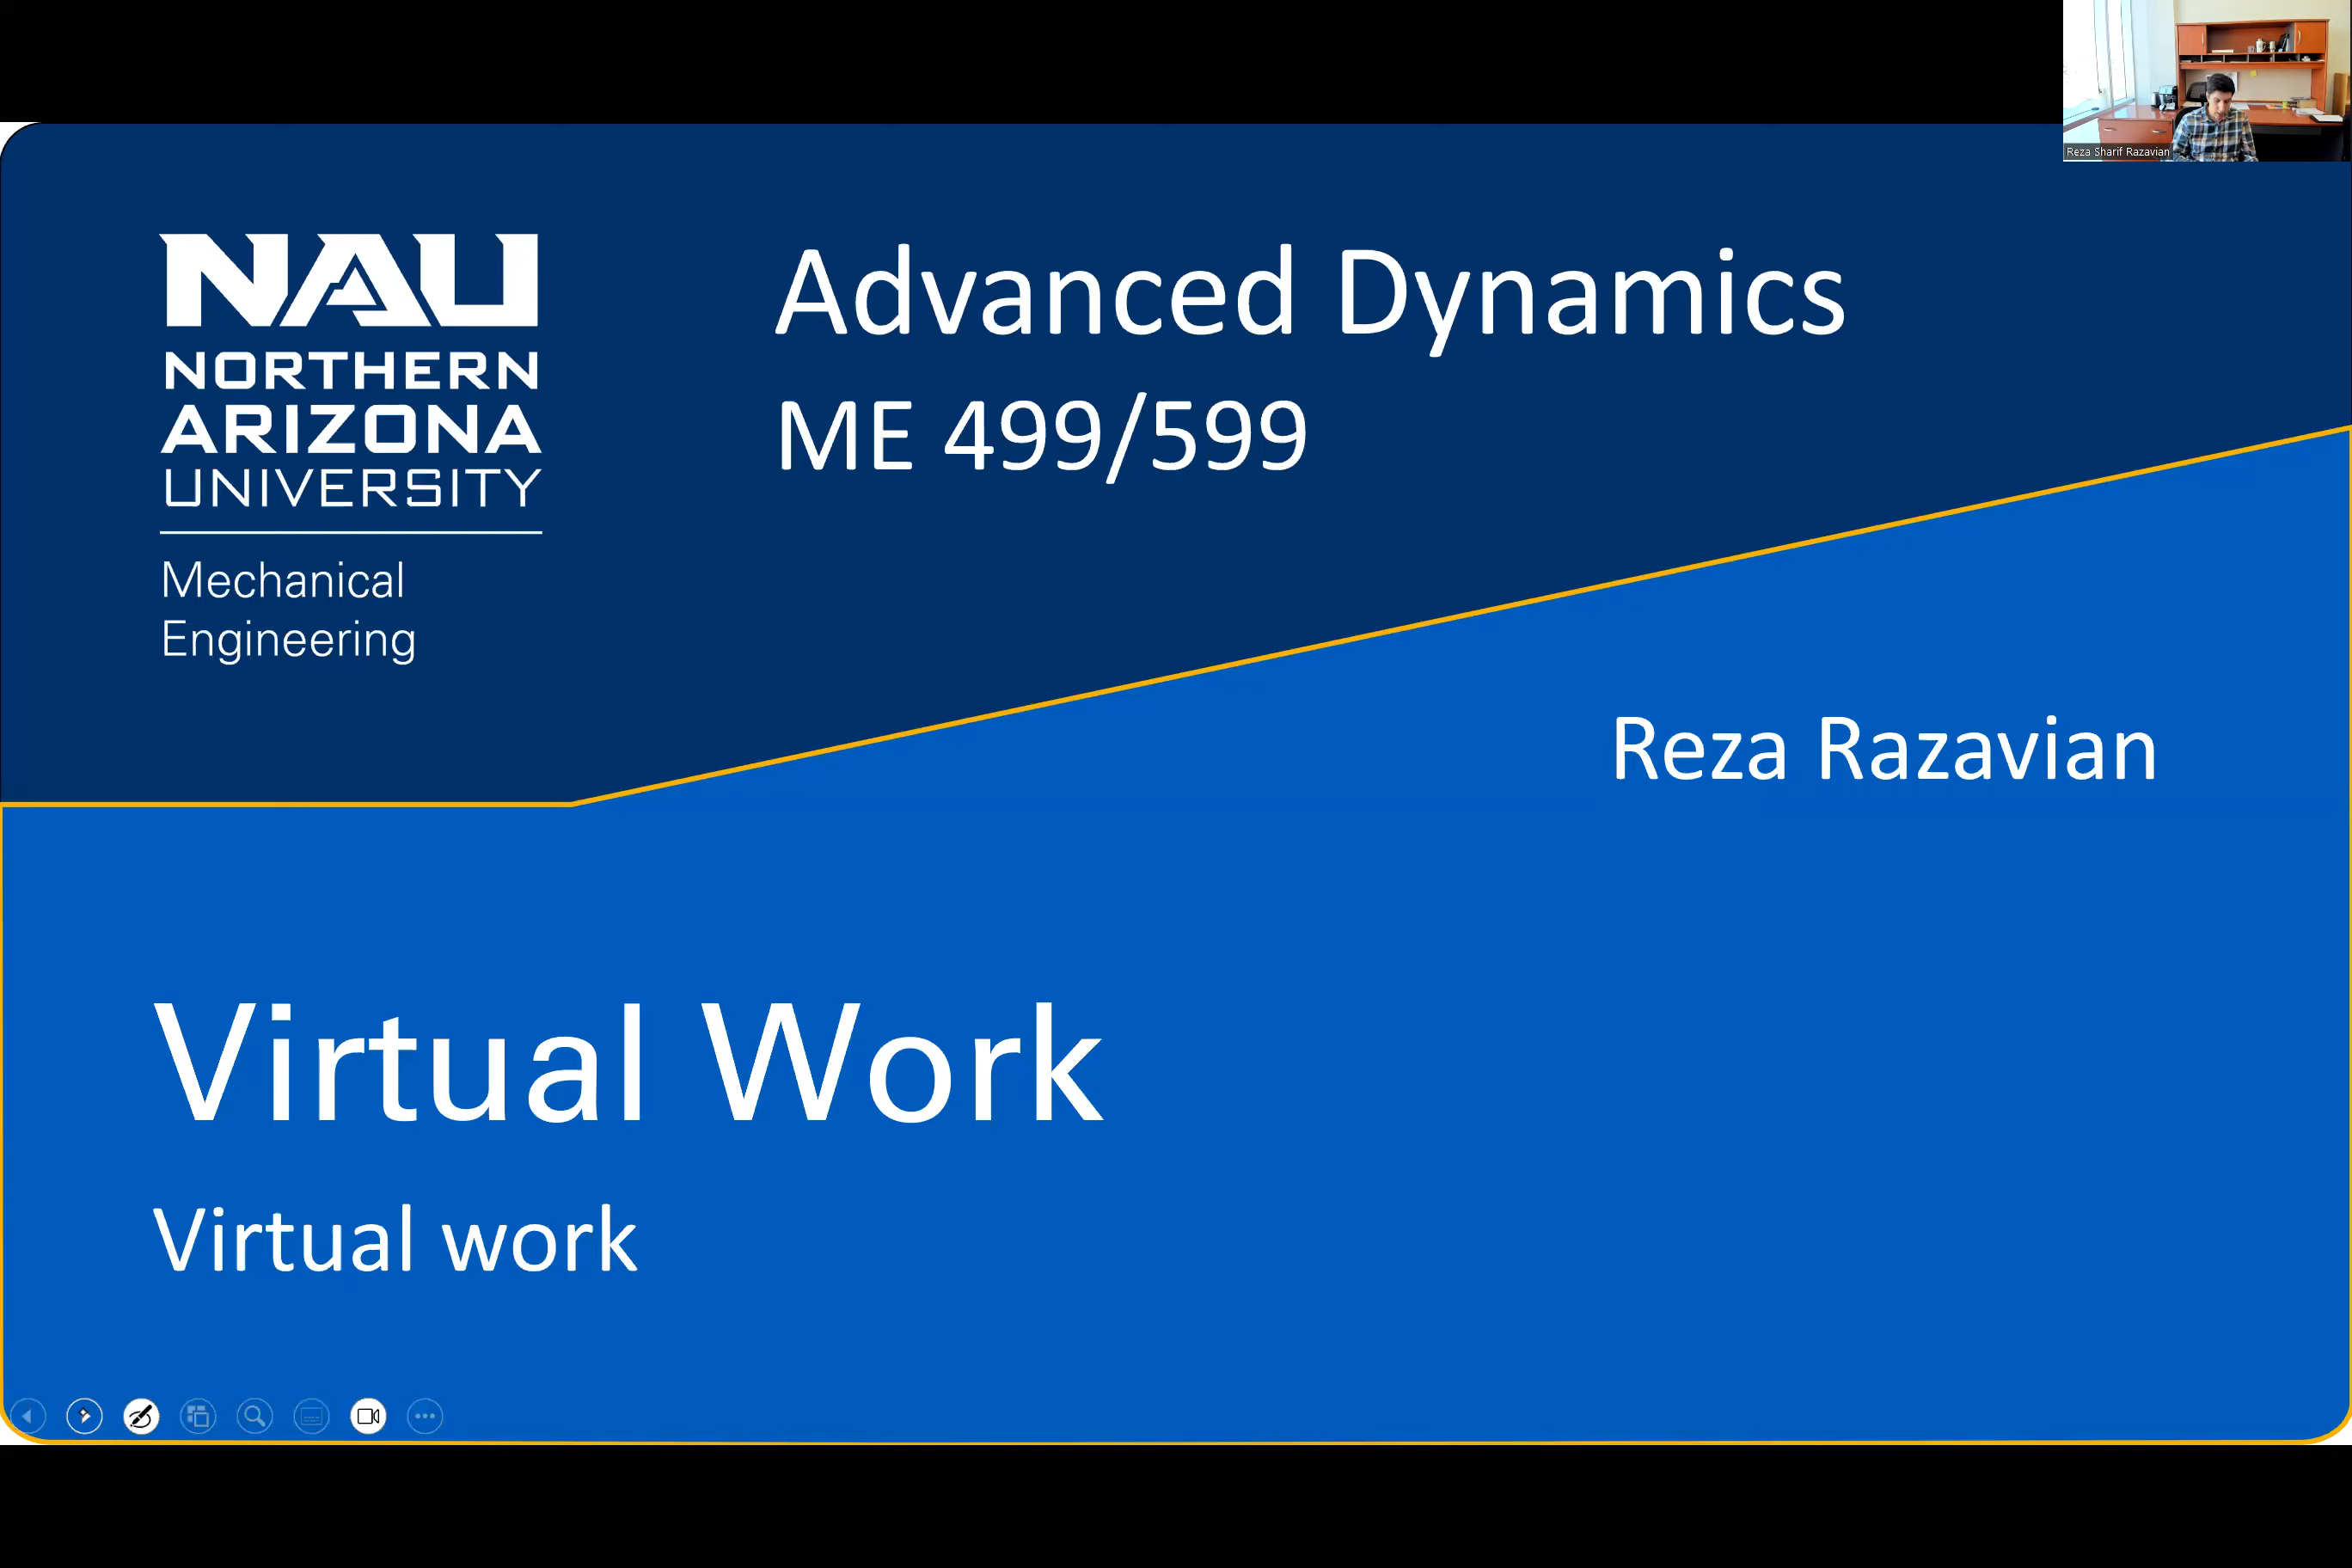 Reza Sharif Razavian
NAU
NORTHERN
ARIZONA
UNIVERSITY
Mechanical
Engineering
Advanced Dynamics
ME 499/599
Reza Razavian
Virtual Work
Virtual work